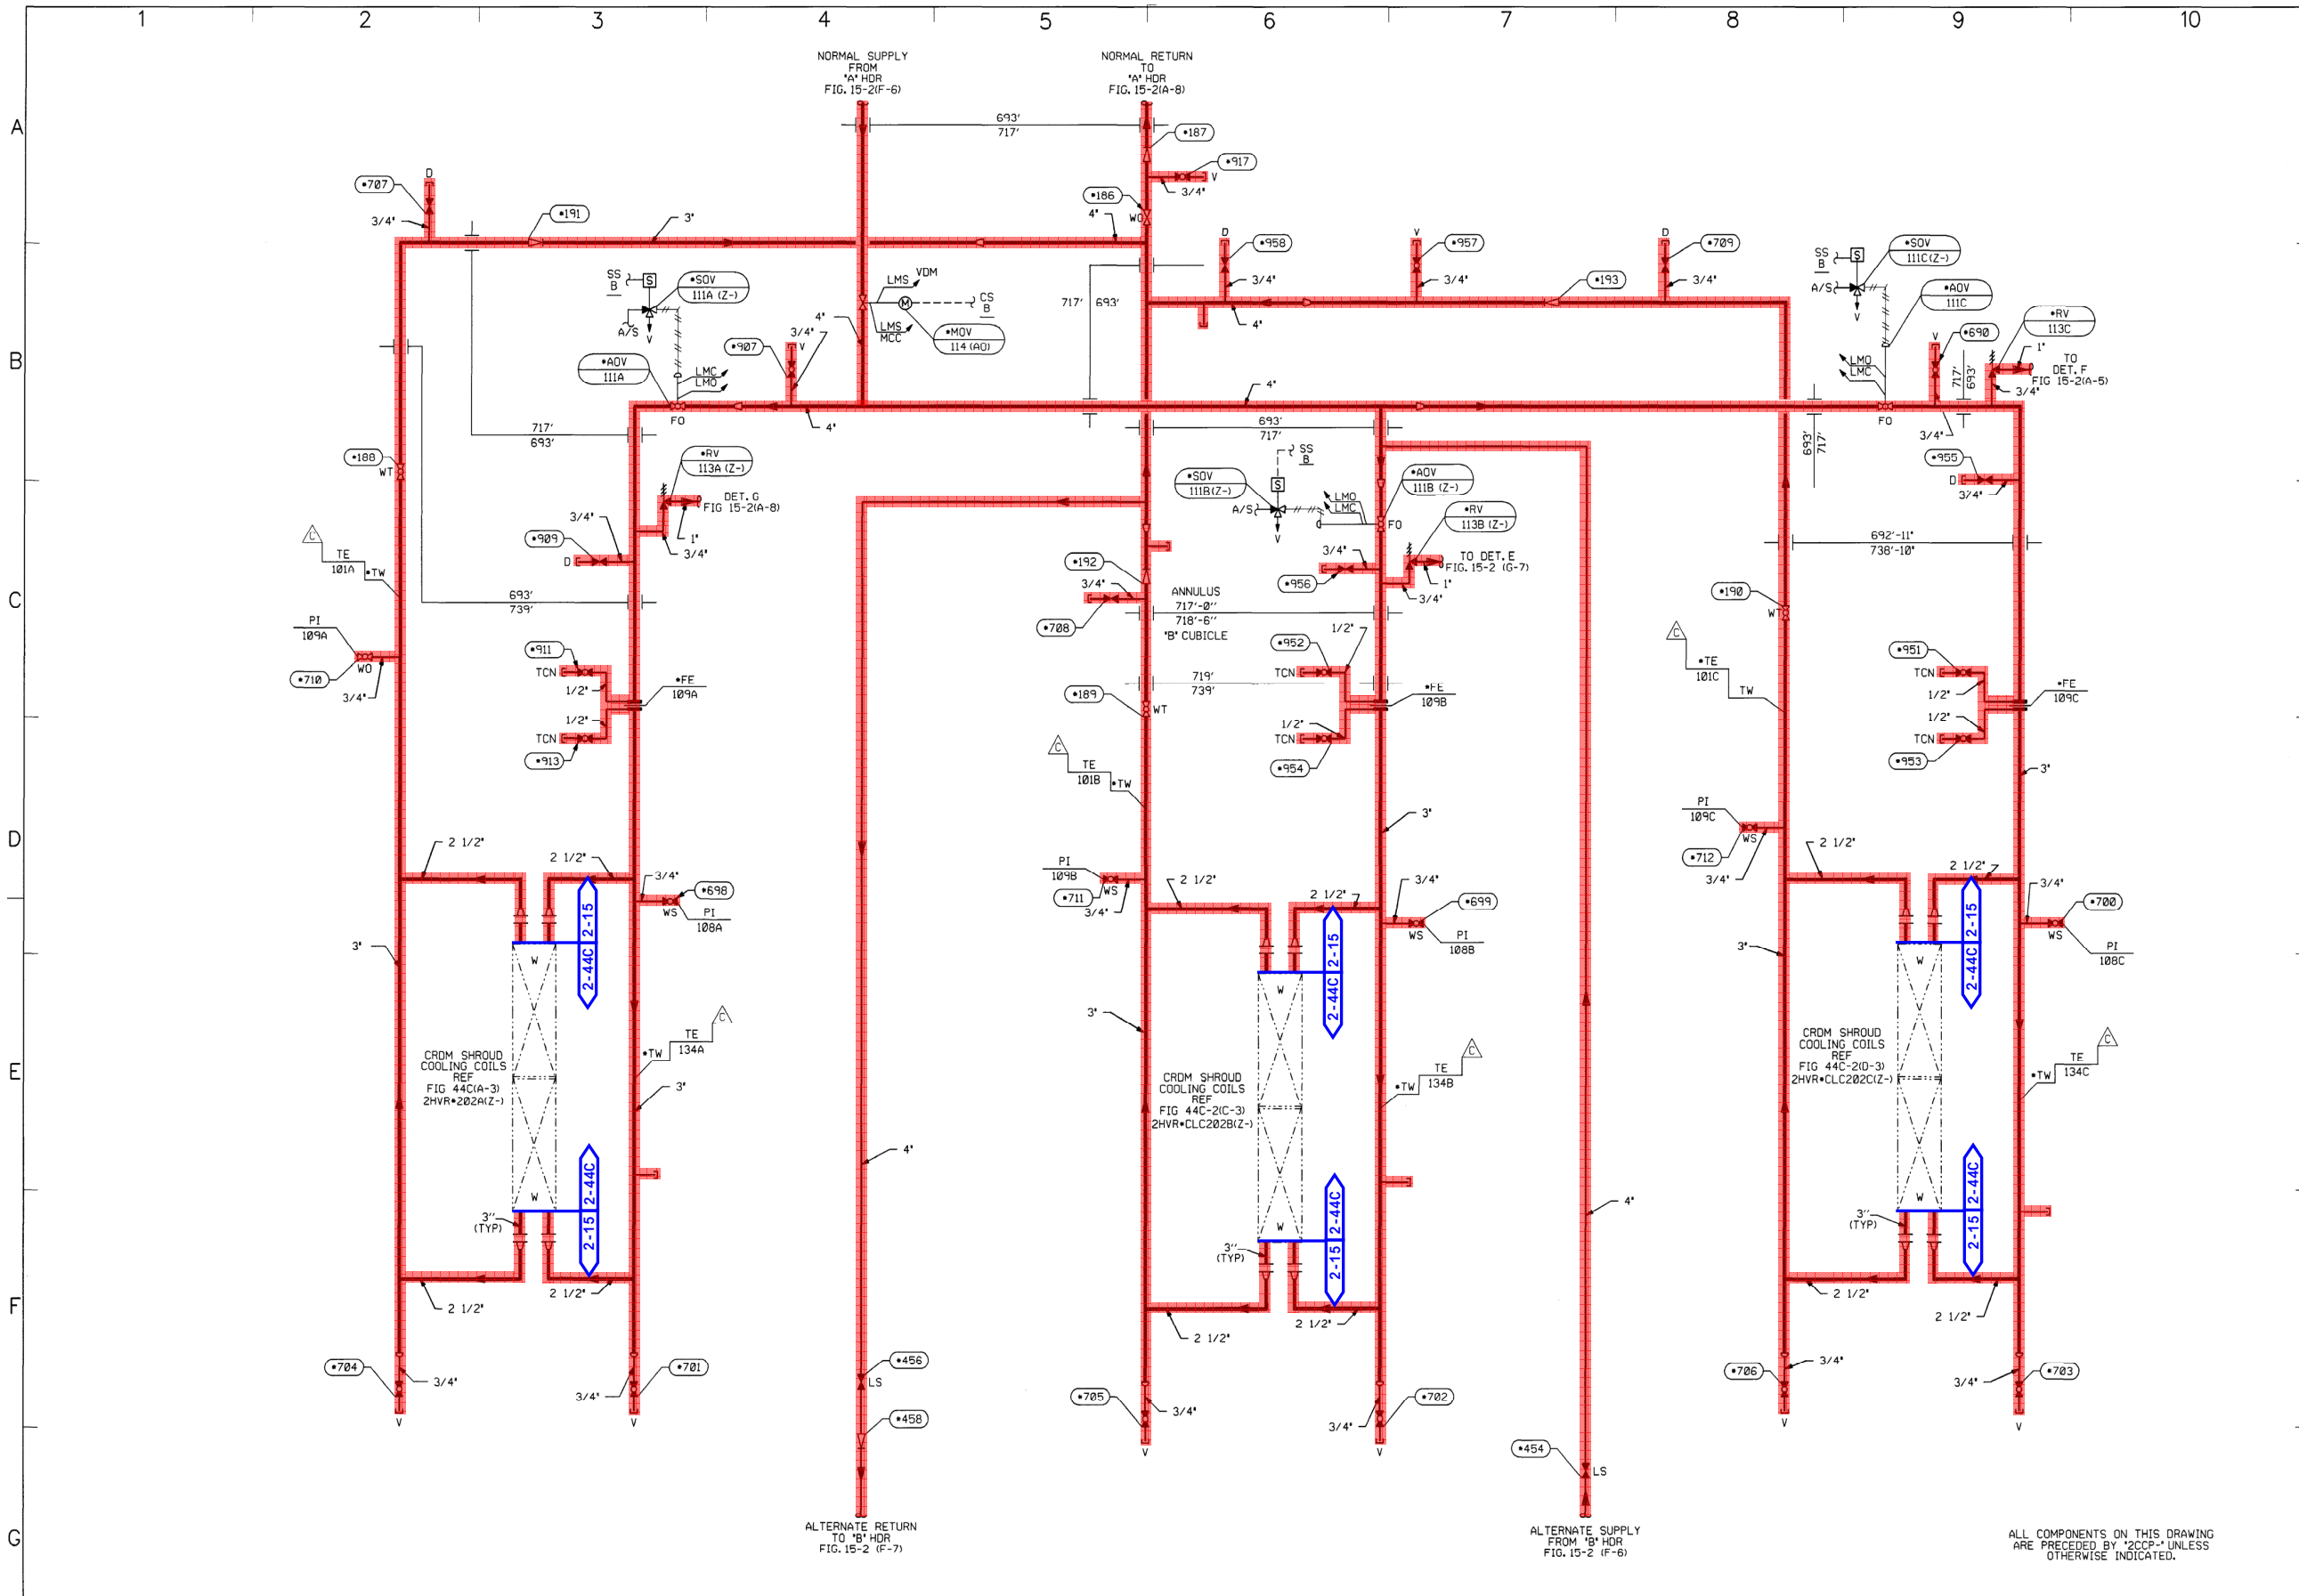 1 2 3 4 5 6 7 8 9 10
A
B
C
D
E
F
G
NORMAL SUPPLY
FROM
"A" HDR
FIG. 15-2(F-6)
NORMAL RETURN
TO
"A" HDR
FIG. 15-2(A-8)
693'
717'
*187
*917
V
3/4"
*186
WO
4"
D
*707
3/4"
*191
3"
D
*958
3/4"
V
*957
3/4"
D
*709
3/4"
*193
4"
SS
B
S
*SOV
111A (Z-)
A/S
V
LMS
VDM
M
CS
B
LMS
MCC
*MOV
114 (AO)
4"
717' 693'
*AOV
111A
LMC
LMO
FO
*907
3/4"
V
4"
4"
SS
B
S
*SOV
111C(Z-)
A/S
V
*AOV
111C
LMO
LMC
FO
V
*690
717'
693'
3/4"
*RV
113C
1"
TO
DET. F
FIG 15-2(A-5)
3/4"
717'
693'
693'
717'
693'
717'
*188
WT
*RV
113A (Z-)
DET. G
FIG 15-2(A-8)
1"
3/4"
*909
3/4"
D
SS
B
*SOV
111B(Z-)
S
A/S
V
LMO
LMC
*AOV
111B (Z-)
FO
*RV
113B (Z-)
TO DET. E
FIG. 15-2 (G-7)
1"
3/4"
3/4"
*956
*955
D
3/4"
692'-11"
738'-10"
C
TE
101A
*TW
693'
739'
*192
3/4"
*708
ANNULUS
717'-0"
718'-6"
"B" CUBICLE
*190
WT
PI
109A
WO
*710
3/4"
*911
TCN
1/2"
1/2"
TCN
*913
*FE
109A
*952
1/2"
TCN
719'
739'
*189
WT
1/2"
TCN
*954
*FE
109B
C
*TE
101C
TW
*951
TCN
1/2"
1/2"
TCN
*953
*FE
109C
3"
C
TE
101B
*TW
3"
PI
109C
WS
*712
3/4"
2 1/2"
2 1/2"
3/4"
*698
WS
PI
108A
PI
109B
WS
*711
3/4"
2 1/2"
2 1/2"
3/4"
*699
WS
PI
108B
2 1/2"
2 1/2"
3/4"
*700
WS
PI
108C
3"
2-44C 2-15
W
2-44C 2-15
W
3"
2-44C 2-15
W
3"
CRDM SHROUD
COOLING COILS
REF
FIG 44C(A-3)
2HVR*202A(Z-)
C
TE
134A
*TW
3"
CRDM SHROUD
COOLING COILS
REF
FIG 44C-2(C-3)
2HVR*CLC202B(Z-)
C
TE
134B
*TW
CRDM SHROUD
COOLING COILS
REF
FIG 44C-2(D-3)
2HVR*CLC202C(Z-)
C
TE
134C
*TW
4"
4"
W
3"
(TYP)
2-15 2-44C
W
3"
(TYP)
2-15 2-44C
W
3"
(TYP)
2-15 2-44C
2 1/2"
2 1/2"
2 1/2"
2 1/2"
2 1/2"
2 1/2"
*704
3/4"
V
*701
3/4"
V
*456
LS
*458
*705
3/4"
V
*702
3/4"
V
*454
LS
*706
3/4"
V
*703
3/4"
V
ALTERNATE RETURN
TO "B" HDR
FIG. 15-2 (F-7)
ALTERNATE SUPPLY
FROM "B" HDR
FIG. 15-2 (F-6)
ALL COMPONENTS ON THIS DRAWING
ARE PRECEDED BY "2CCP-" UNLESS
OTHERWISE INDICATED.